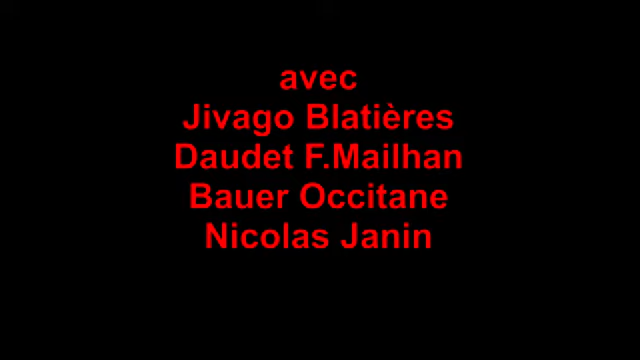 avec
Jivago Blatières
Daudet F.Mailhan
Bauer Occitane
Nicolas Janin